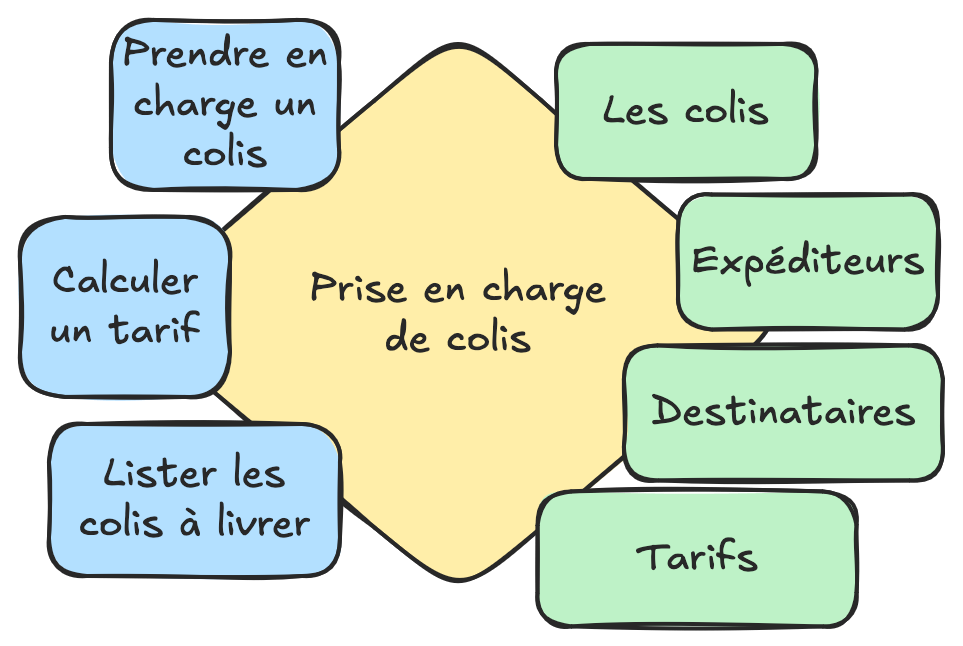 Prendre en
charge un
colis
Calculer
un tarif
Lister les
colis à livrer
Prise en charge
de colis
Les colis
Expéditeurs
Destinataires
Tarifs